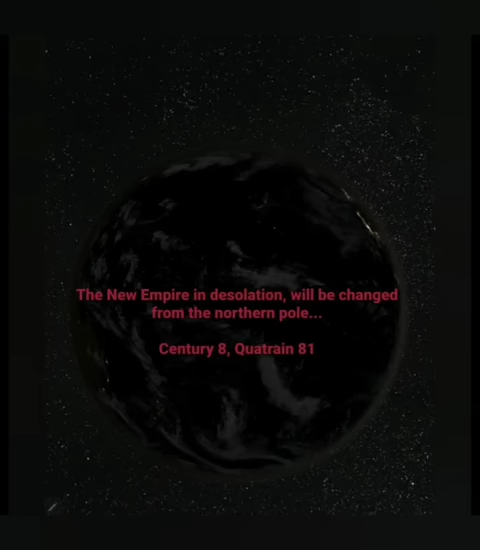 The New Empire in desolation, will be changed
from the northern pole...
Century 8, Quatrain 81